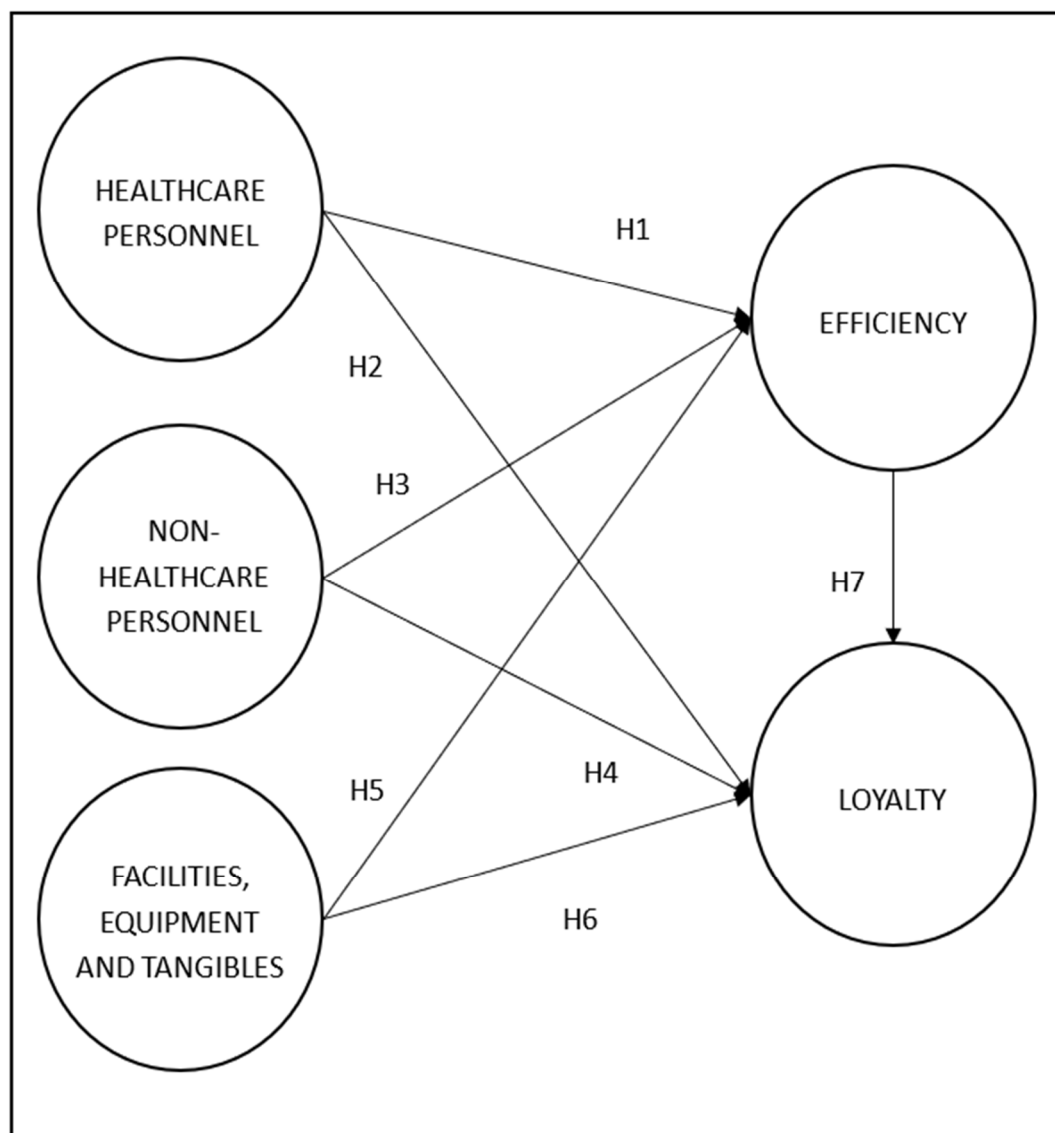 HEALTHCARE
PERSONNEL
H1
EFFICIENCY
H2
H3
NON-
HEALTHCARE
PERSONNEL
H7
H4
H5
LOYALTY
FACILITIES,
EQUIPMENT
AND TANGIBLES
H6